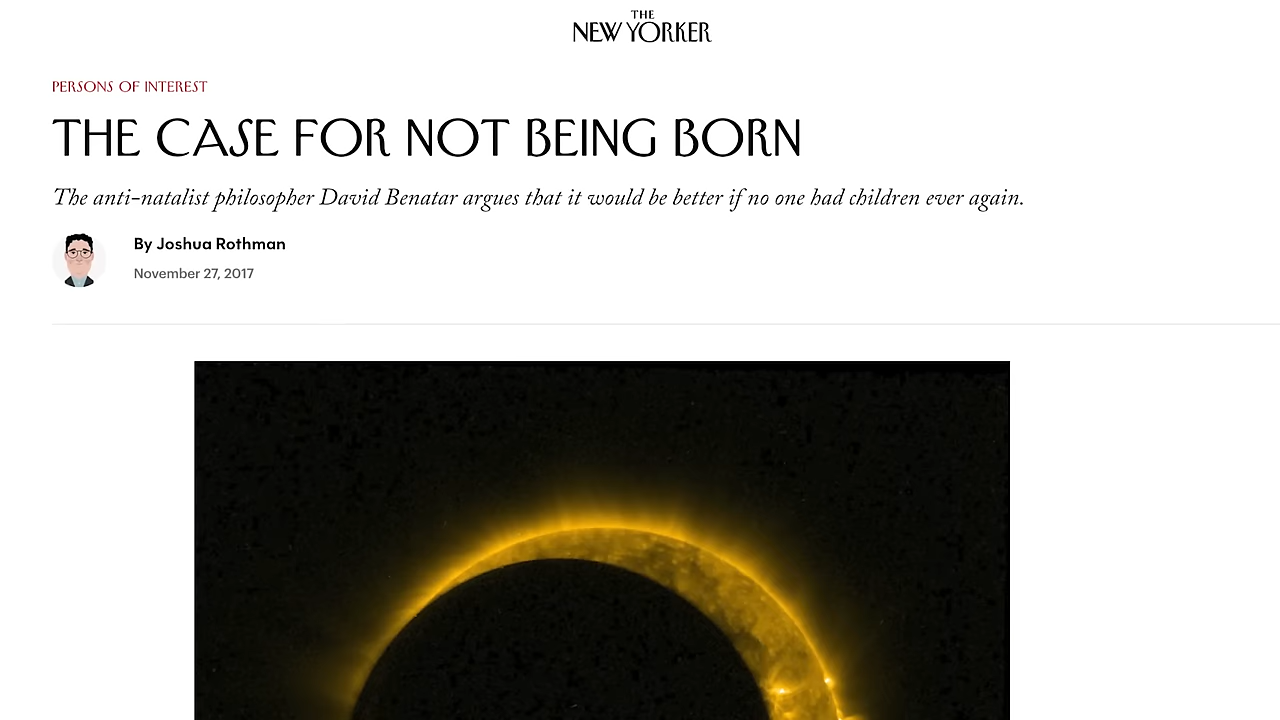 THE
NEW YORKER
PERSONS OF INTEREST
THE CASE FOR NOT BEING BORN
The anti-natalist philosopher David Benatar argues that it would be better if no one had children ever again.
By Joshua Rothman
November 27, 2017